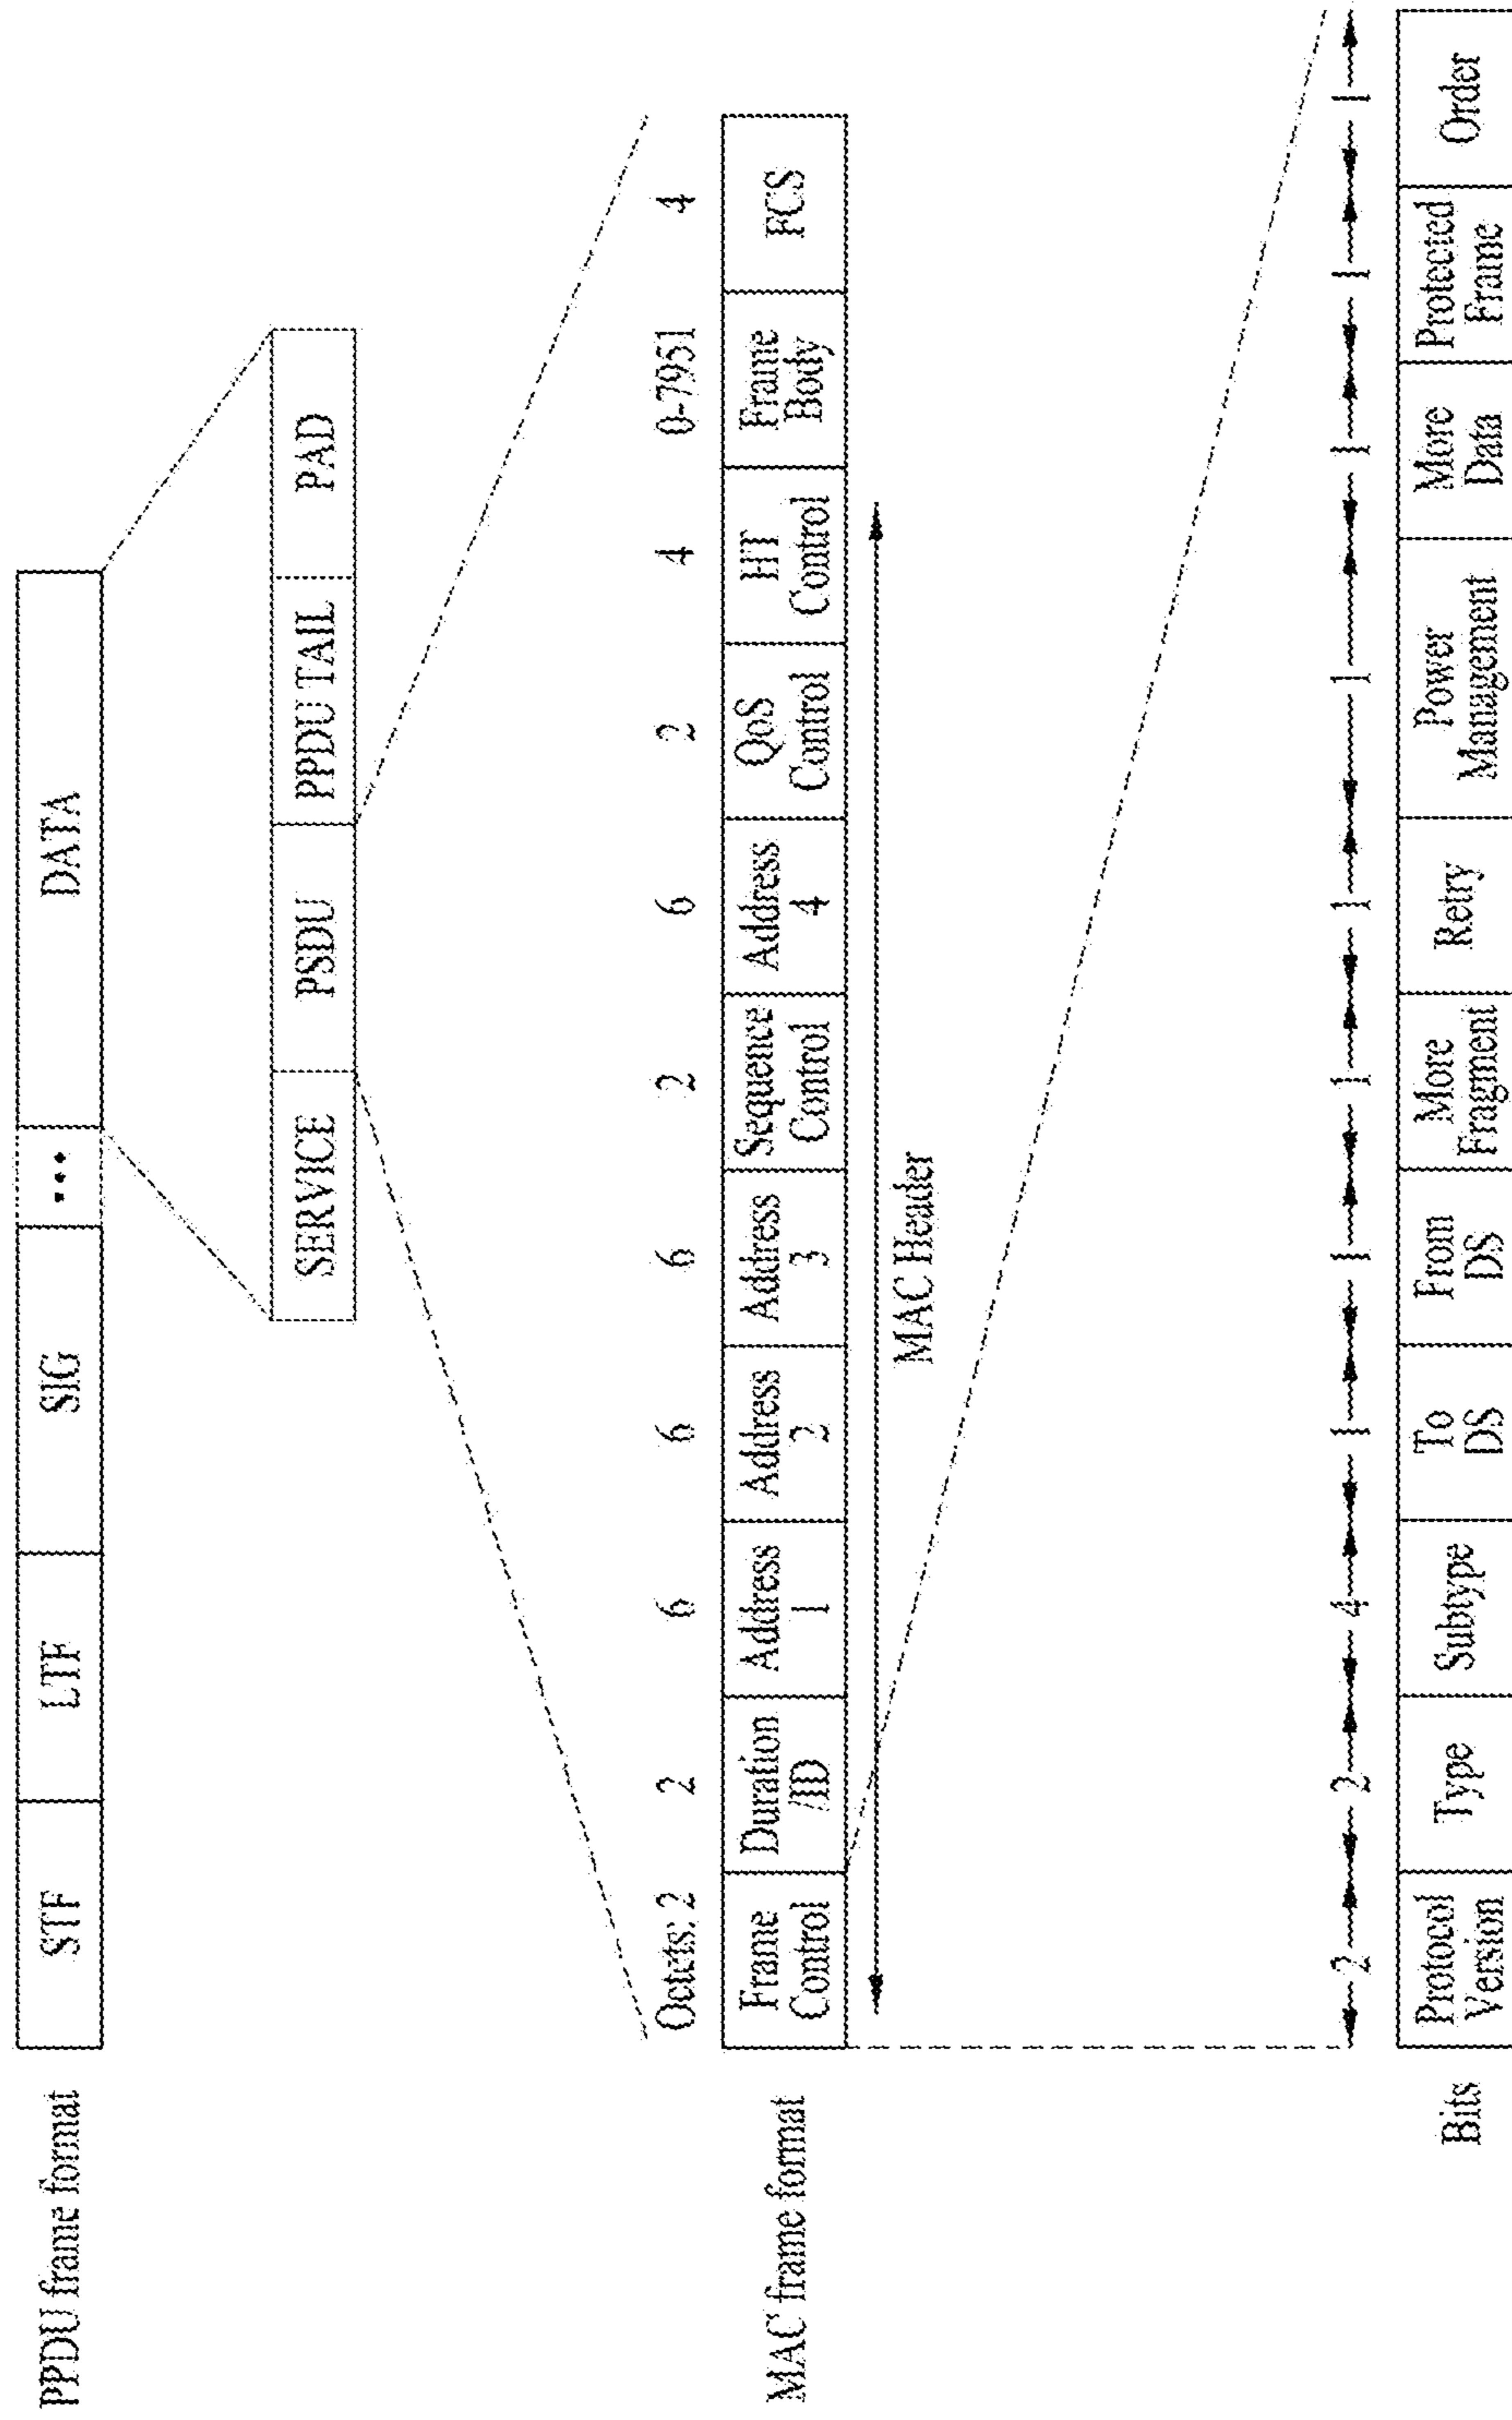 PPDU frame format
STF LTF SIG ... DATA
SERVICE PSDU PPDU TAIL PAD
Octets: 2 2 6 6 6 2 6 2 4 0-7951 4
MAC frame format
Frame Control
Duration /ID
Address 1
Address 2
Address 3
Sequence Control
Address 4
QoS Control
HT Control
Frame Body
FCS
MAC Header
2 2 4 1 1 1 1 1 1 1 1
Bits
Protocol Version
Type
Subtype
To DS
From DS
More Fragment
Retry
Power Management
More Data
Protected Frame
Order